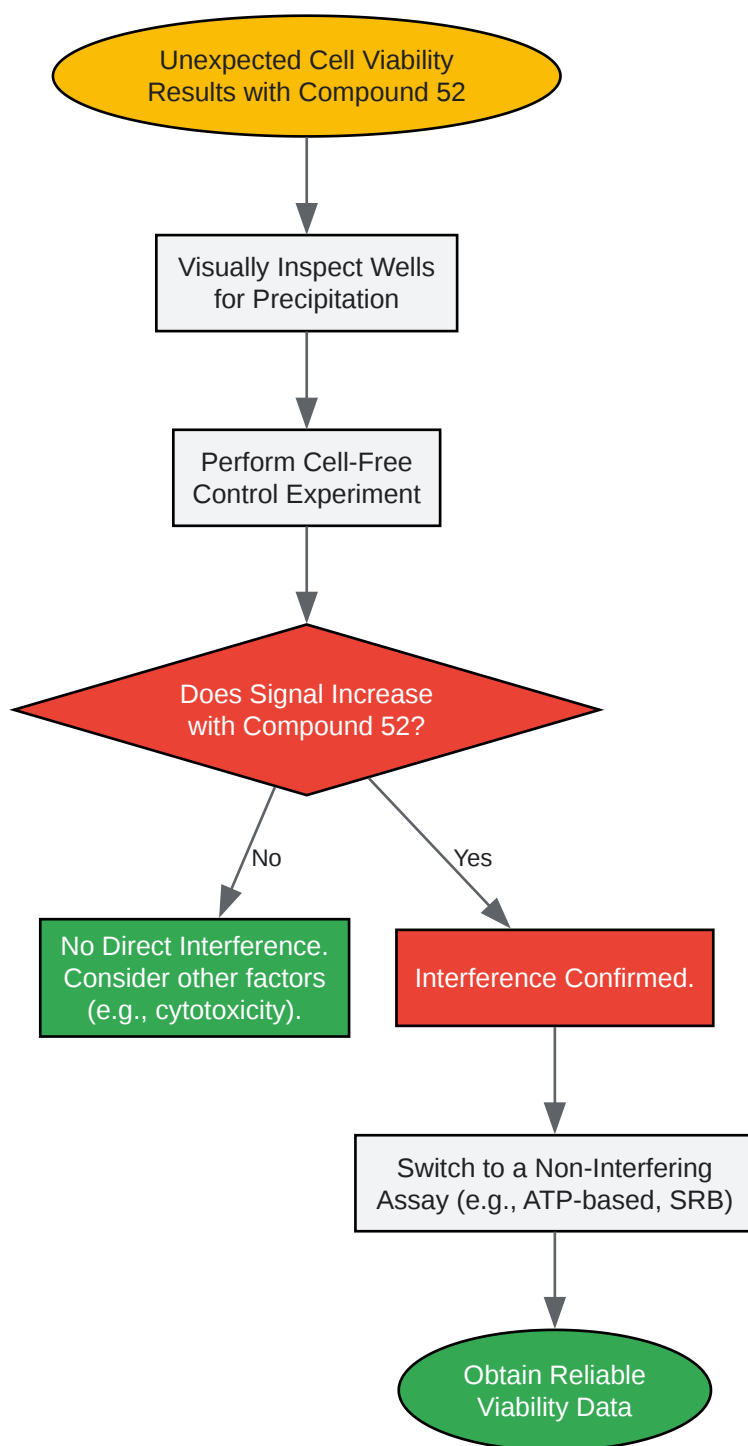 Unexpected Cell Viability
Results with Compound 52
Visually Inspect Wells
for Precipitation
Perform Cell-Free
Control Experiment
Does Signal Increase
with Compound 52?
No
Yes
No Direct Interference.
Consider other factors
(e.g., cytotoxicity).
Interference Confirmed.
Switch to a Non-Interfering
Assay (e.g., ATP-based, SRB)
Obtain Reliable
Viability Data